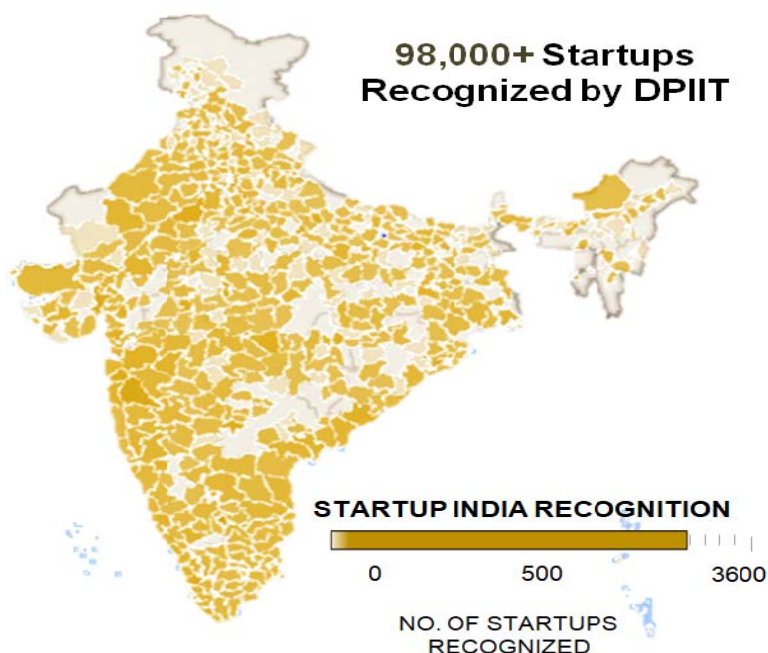 98,000+ Startups
Recognized by DPIIT
STARTUP INDIA RECOGNITION
0 500 3600
NO. OF STARTUPS
RECOGNIZED